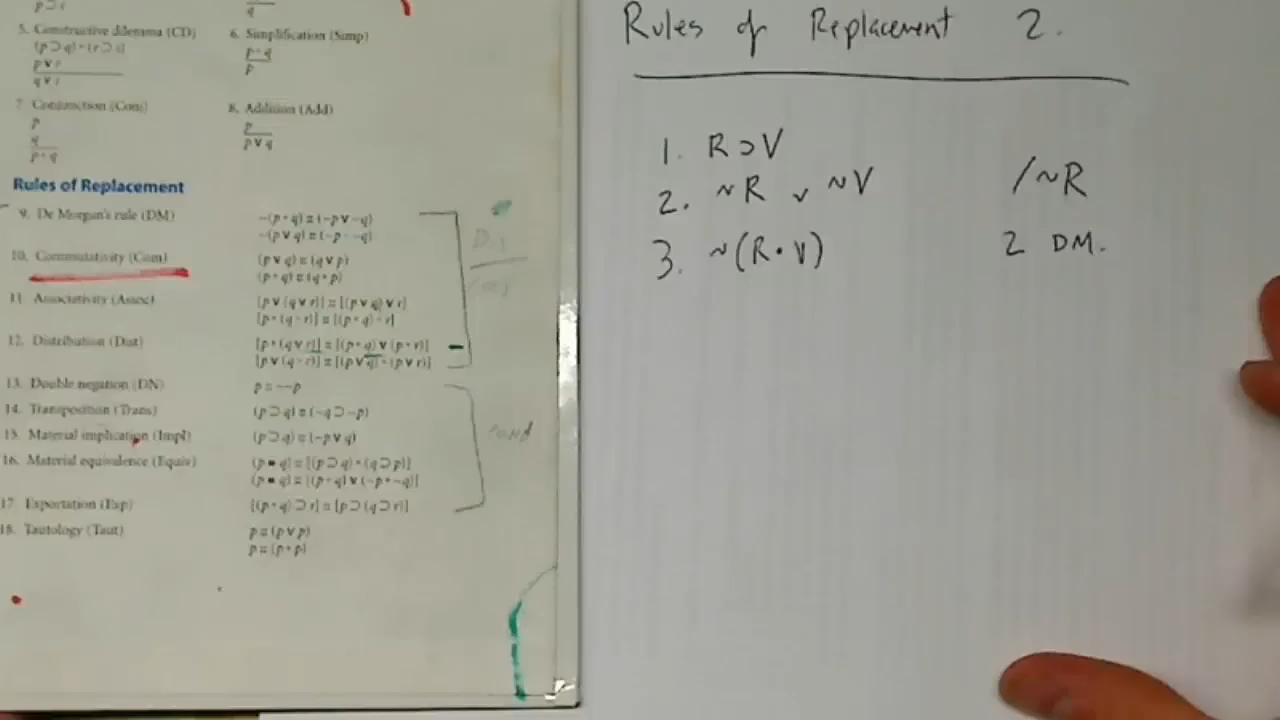 p ⊃ s
q
5. Constructive dilemma (CD)
(p ⊃ q) • (r ⊃ s)
p ∨ r
q ∨ s
6. Simplification (Simp)
p • q
p
7. Conjunction (Conj)
p
q
p • q
8. Addition (Add)
p
p ∨ q
Rules of Replacement
9. De Morgan's rule (DM)
~(p • q) ≡ (~p ∨ ~q)
~(p ∨ q) ≡ (~p • ~q)
10. Commutativity (Com)
(p ∨ q) ≡ (q ∨ p)
(p • q) ≡ (q • p)
11. Associativity (Assoc)
[p ∨ (q ∨ r)] ≡ [(p ∨ q) ∨ r]
[p • (q • r)] ≡ [(p • q) • r]
12. Distribution (Dist)
[p • (q ∨ r)] ≡ [(p • q) ∨ (p • r)]
[p ∨ (q • r)] ≡ [(p ∨ q) • (p ∨ r)]
13. Double negation (DN)
p ≡ ~~p
14. Transposition (Trans)
(p ⊃ q) ≡ (~q ⊃ ~p)
15. Material implication (Impl)
(p ⊃ q) ≡ (~p ∨ q)
16. Material equivalence (Equiv)
(p ≡ q) ≡ [(p ⊃ q) • (q ⊃ p)]
(p ≡ q) ≡ [(p • q) ∨ (~p • ~q)]
17. Exportation (Exp)
[(p • q) ⊃ r] ≡ [p ⊃ (q ⊃ r)]
18. Tautology (Taut)
p ≡ (p ∨ p)
p ≡ (p • p)
Rules of Replacement 2.
1. R ⊃ V
2. ~R ∨ ~V /~R
3. ~(R • V) 2 DM.